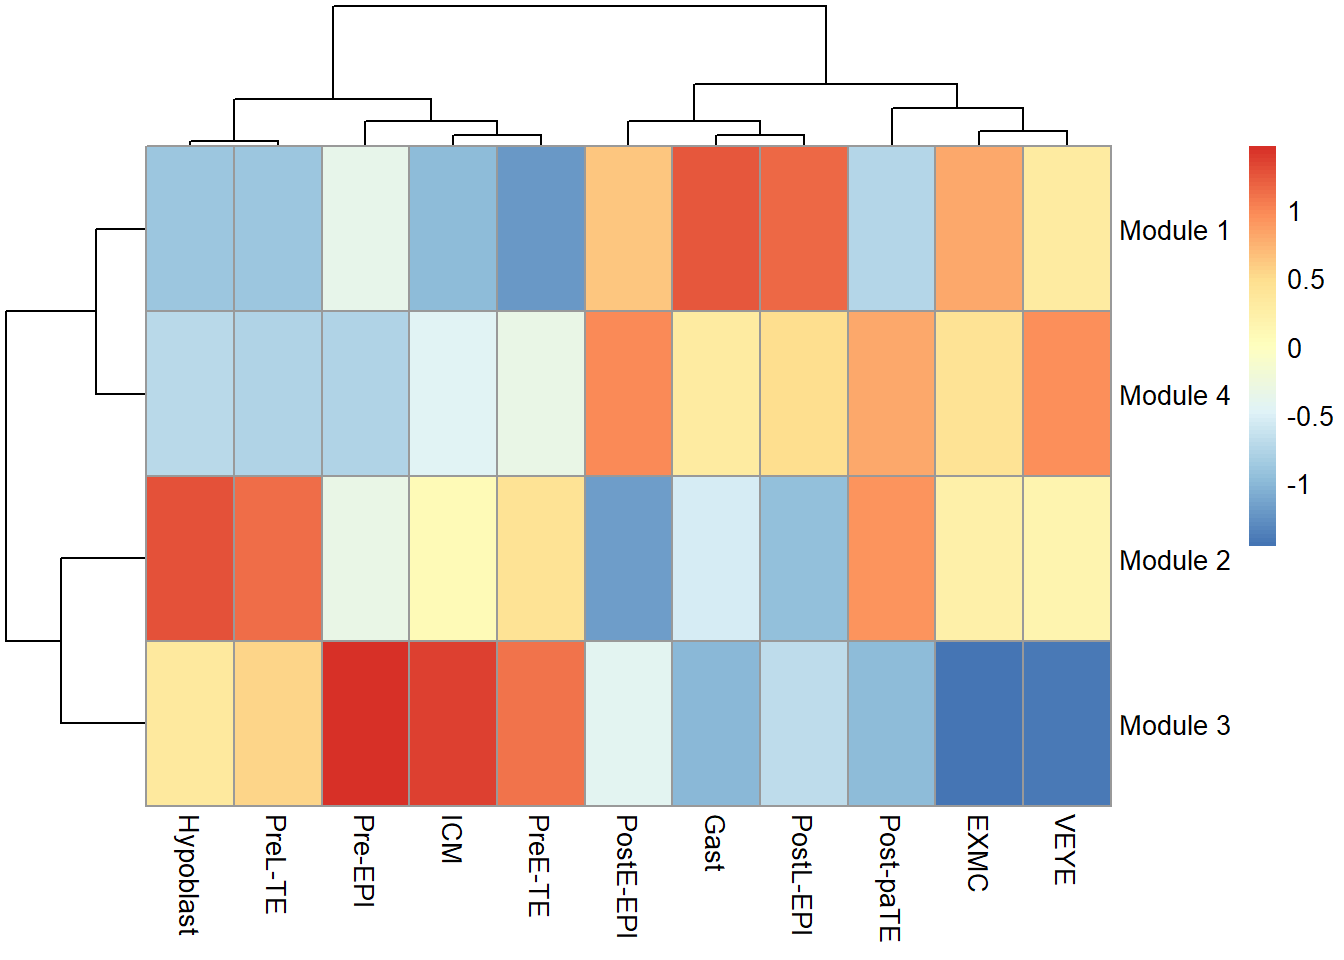 Module 1
Module 4
Module 2
Module 3
1
0.5
0
-0.5
-1
Hypoblast
PreL-TE
Pre-EPI
ICM
PreE-TE
PostE-EPI
Gast
PostL-EPI
Post-paTE
EXMC
VEYE